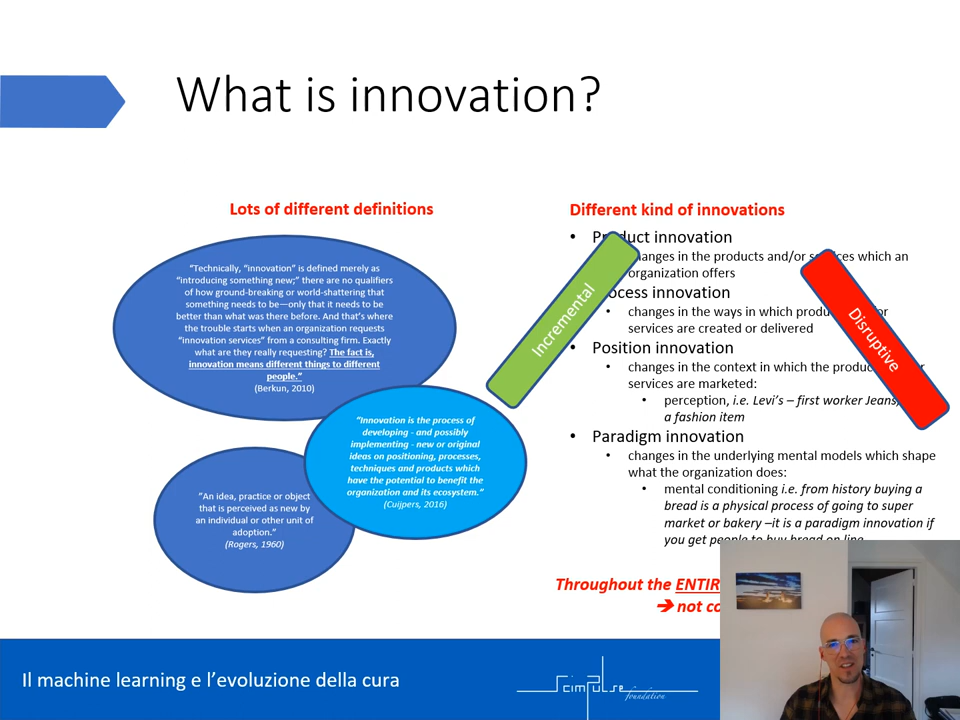 What is innovation?
Lots of different definitions
“Technically, “innovation” is defined merely as
“introducing something new;” there are no qualifiers
of how ground-breaking or world-shattering that
something needs to be—only that it needs to be
better than what was there before. And that’s where
the trouble starts when an organization requests
“innovation services” from a consulting firm. Exactly
what are they really requesting? The fact is,
innovation means different things to different
people.“
(Berkun, 2010)
“Innovation is the process of
developing - and possibly
implementing - new or original
ideas on positioning, processes,
techniques and products which
have the potential to benefit the
organization and its ecosystem.”
(Cuijpers, 2016)
“An idea, practice or object
that is perceived as new by
an individual or other unit of
adoption.”
(Rogers, 1960)
Different kind of innovations
• Product innovation
changes in the products and/or services which an
organization offers
Process innovation
• changes in the ways in which
services are created or delivered
• Position innovation
• changes in the context in which the
services are marketed:
• perception, i.e. Levi’s – first worker Jeans,
a fashion item
• Paradigm innovation
• changes in the underlying mental models which shape
what the organization does:
• mental conditioning i.e. from history buying a
bread is a physical process of going to super
market or bakery –it is a paradigm innovation if
you get people to buy bread on line
Incremental
Disruptive
Throughout the
➔ not
Il machine learning e l’evoluzione della cura
scimPulse
foundation